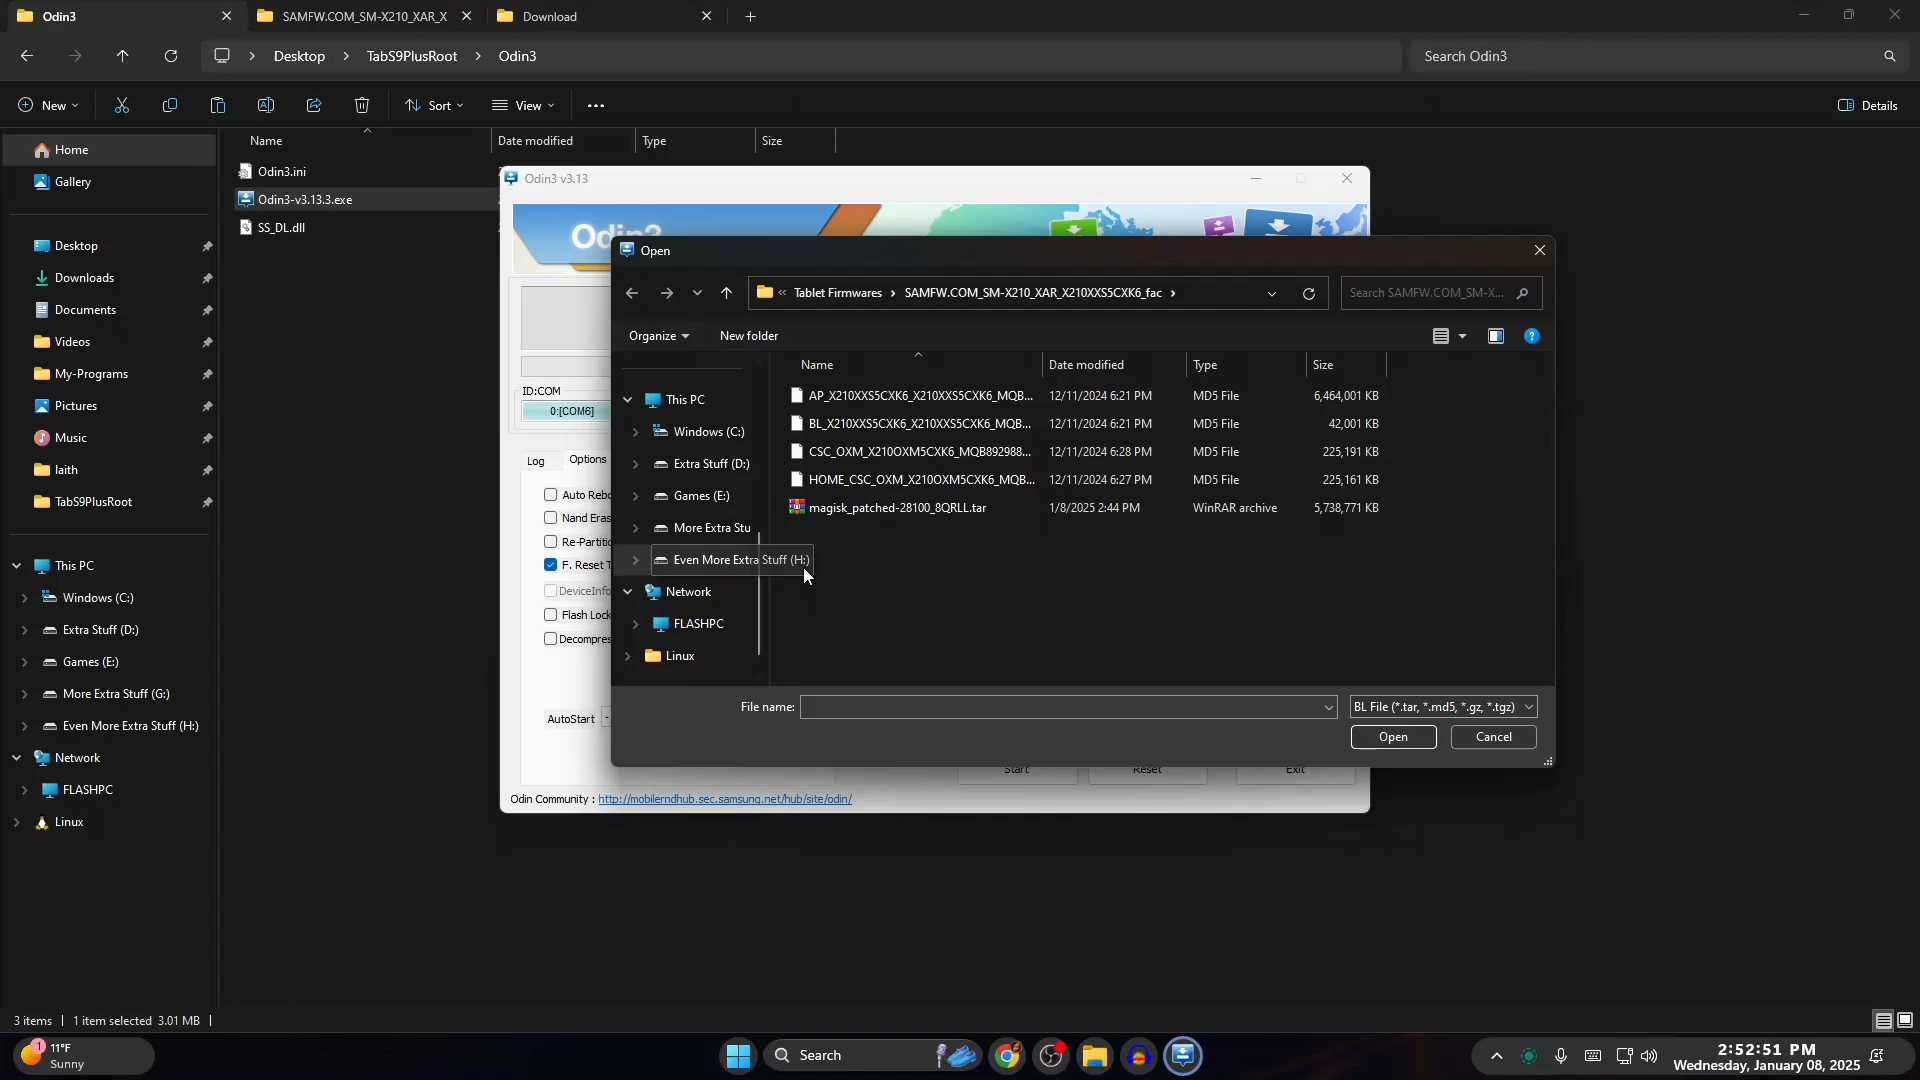 Odin3
SAMFW.COM_SM-X210_XAR_X
Download
Desktop
TabS9PlusRoot
Odin3
Search Odin3
New
Sort
View
Details
Home
Gallery
Desktop
Downloads
Documents
Videos
My-Programs
Pictures
Music
laith
TabS9PlusRoot
This PC
Windows (C:)
Extra Stuff (D:)
Games (E:)
More Extra Stuff (G:)
Even More Extra Stuff (H:)
Network
FLASHPC
Linux
Name Date modified Type Size
Odin3.ini
Odin3-v3.13.3.exe
SS_DL.dll
Odin3 v3.13
ID:COM
0:[COM6]
Log Options
Auto Rebo
Nand Eras
Re-Partitio
F. Reset T
DeviceInfo
Flash Lock
Decompres
AutoStart
Start Reset Exit
Odin Community : http://mobilerndhub.sec.samsung.net/hub/site/odin/
Open
« Tablet Firmwares SAMFW.COM_SM-X210_XAR_X210XXS5CXK6_fac
Search SAMFW.COM_SM-X...
Organize New folder
This PC
Windows (C:)
Extra Stuff (D:)
Games (E:)
More Extra Stu
Even More Extra Stuff (H:)
Network
FLASHPC
Linux
Name Date modified Type Size
AP_X210XXS5CXK6_X210XXS5CXK6_MQB... 12/11/2024 6:21 PM MD5 File 6,464,001 KB
BL_X210XXS5CXK6_X210XXS5CXK6_MQB... 12/11/2024 6:21 PM MD5 File 42,001 KB
CSC_OXM_X210OXM5CXK6_MQB892988... 12/11/2024 6:28 PM MD5 File 225,191 KB
HOME_CSC_OXM_X210OXM5CXK6_MQB... 12/11/2024 6:27 PM MD5 File 225,161 KB
magisk_patched-28100_8QRLL.tar 1/8/2025 2:44 PM WinRAR archive 5,738,771 KB
File name:
BL File (*.tar, *.md5, *.gz, *.tgz)
Open Cancel
3 items 1 item selected 3.01 MB
1
11°F
Sunny
Search
2:52:51 PM
Wednesday, January 08, 2025